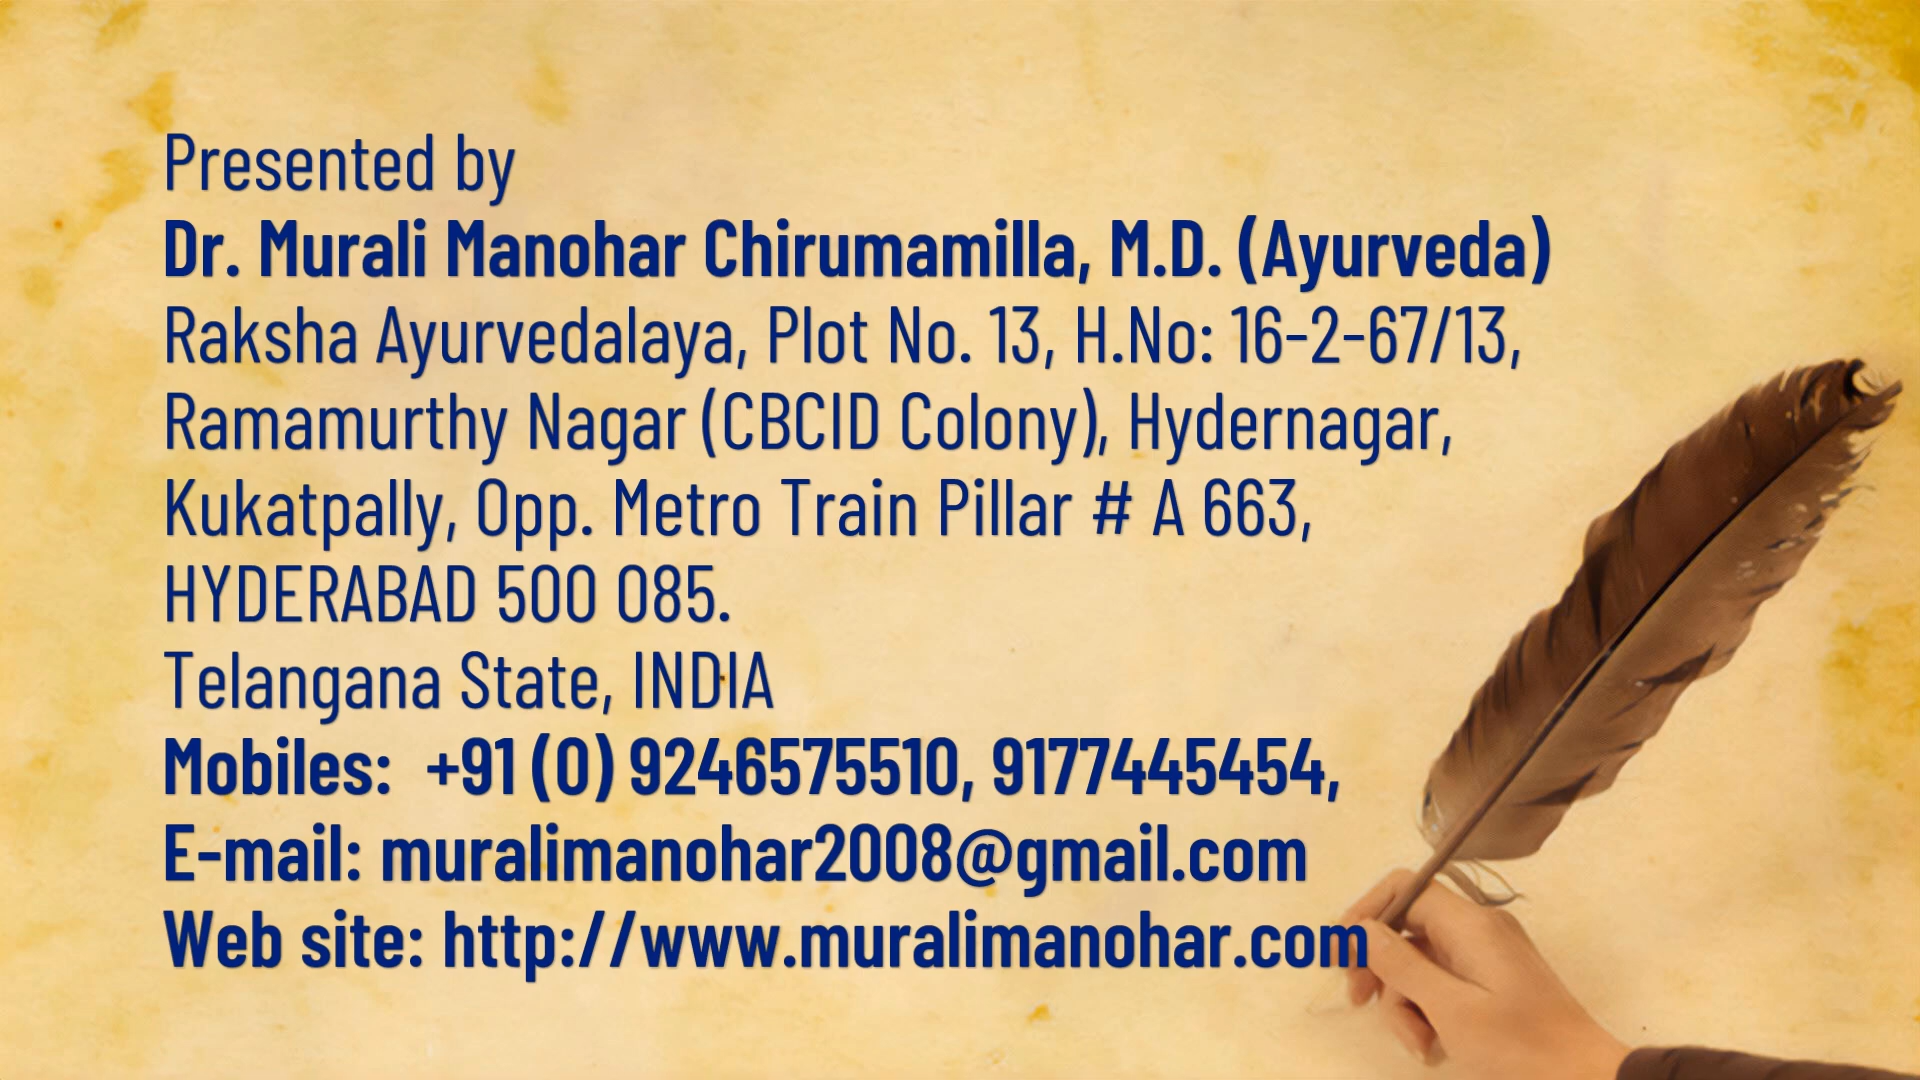 Presented by
Dr. Murali Manohar Chirumamilla, M.D. (Ayurveda)
Raksha Ayurvedalaya, Plot No. 13, H.No: 16-2-67/13,
Ramamurthy Nagar (CBCID Colony), Hydernagar,
Kukatpally, Opp. Metro Train Pillar # A 663,
HYDERABAD 500 085.
Telangana State, INDIA
Mobiles:  +91 (0) 9246575510, 9177445454,
E-mail: muralimanohar2008@gmail.com
Web site: http://www.muralimanohar.com